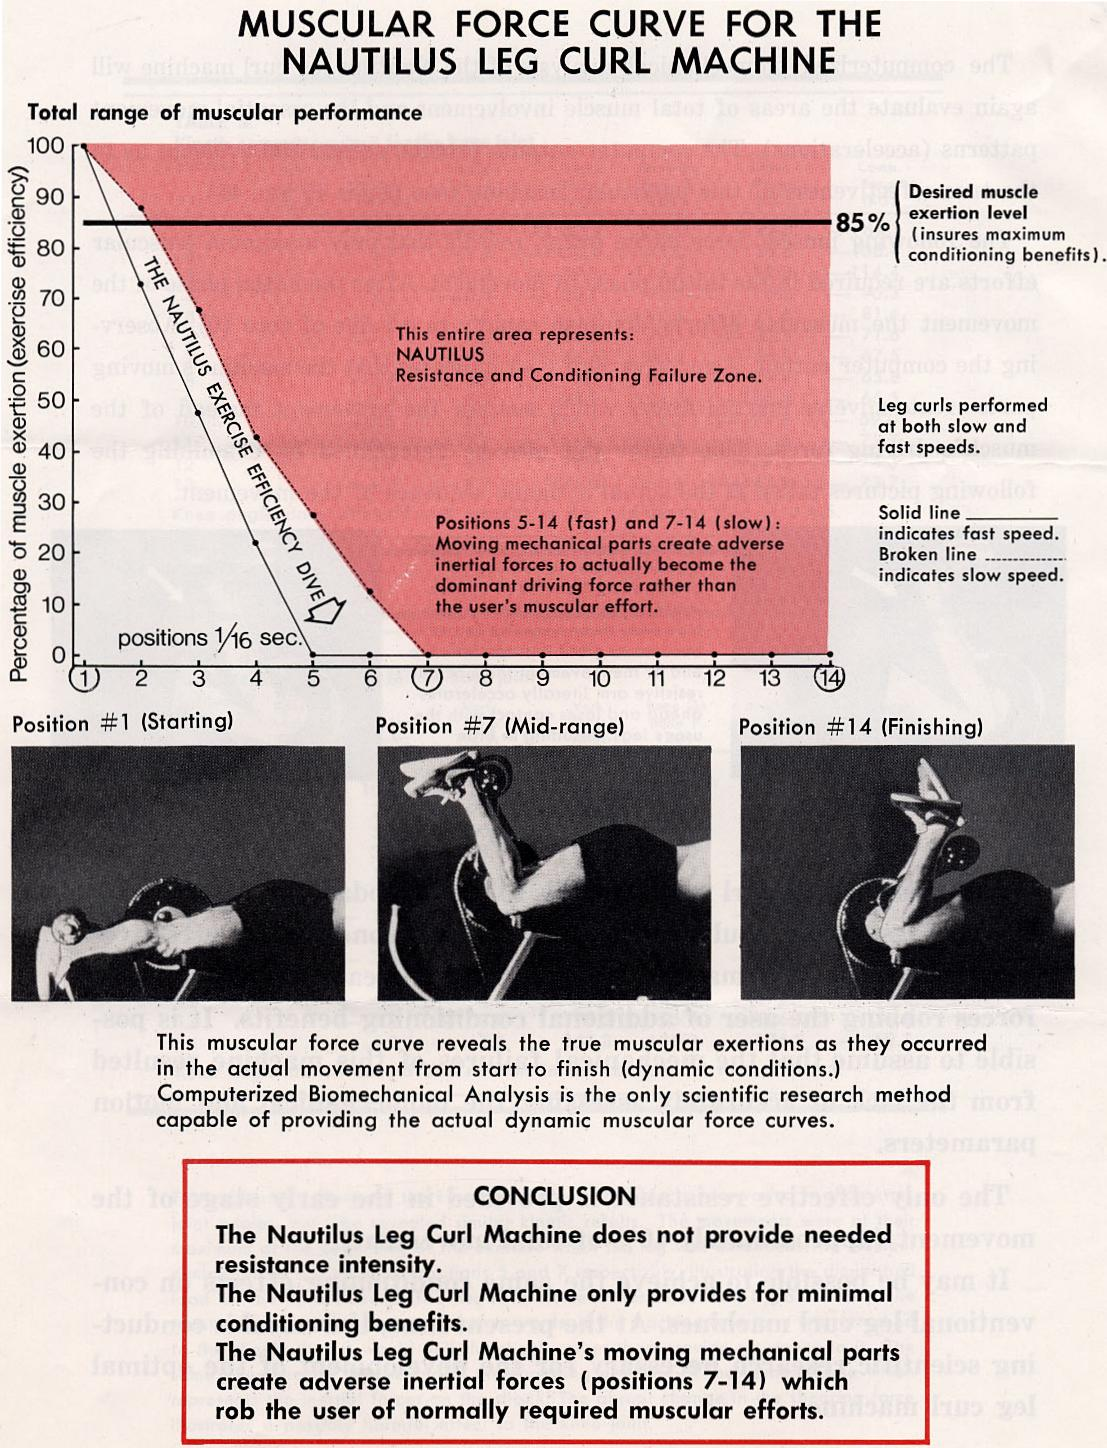 MUSCULAR FORCE CURVE FOR THE
NAUTILUS LEG CURL MACHINE
Total range of muscular performance
Percentage of muscle exertion (exercise efficiency)
100
90
80
70
60
50
40
30
20
10
0
85%
Desired muscle
exertion level
(insures maximum
conditioning benefits).
THE NAUTILUS EXERCISE EFFICIENCY DIVE
This entire area represents:
NAUTILUS
Resistance and Conditioning Failure Zone.
Leg curls performed
at both slow and
fast speeds.
Positions 5-14 (fast) and 7-14 (slow):
Moving mechanical parts create adverse
inertial forces to actually become the
dominant driving force rather than
the user's muscular effort.
Solid line
indicates fast speed.
Broken line
indicates slow speed.
positions 1/16 sec.
1 2 3 4 5 6 7 8 9 10 11 12 13 14
Position #1 (Starting)
Position #7 (Mid-range)
Position #14 (Finishing)
This muscular force curve reveals the true muscular exertions as they occurred
in the actual movement from start to finish (dynamic conditions.)
Computerized Biomechanical Analysis is the only scientific research method
capable of providing the actual dynamic muscular force curves.
CONCLUSION
The Nautilus Leg Curl Machine does not provide needed
resistance intensity.
The Nautilus Leg Curl Machine only provides for minimal
conditioning benefits.
The Nautilus Leg Curl Machine's moving mechanical parts
create adverse inertial forces (positions 7-14) which
rob the user of normally required muscular efforts.